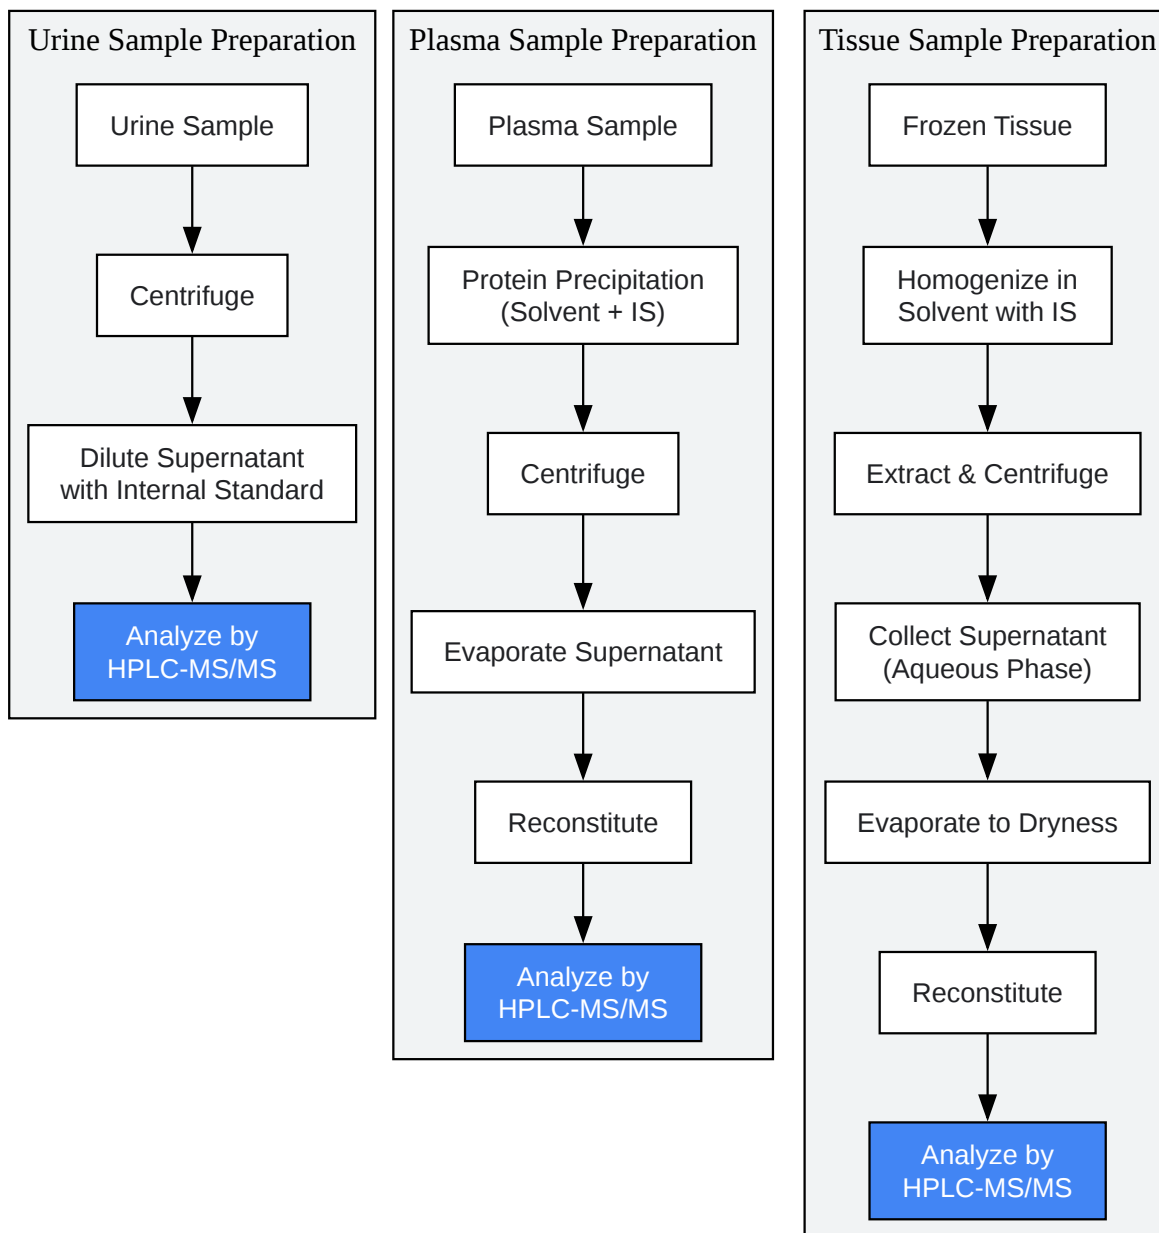 Urine Sample Preparation
Urine Sample
Centrifuge
Dilute Supernatant
with Internal Standard
Analyze by
HPLC-MS/MS
Plasma Sample Preparation
Plasma Sample
Protein Precipitation
(Solvent + IS)
Centrifuge
Evaporate Supernatant
Reconstitute
Analyze by
HPLC-MS/MS
Tissue Sample Preparation
Frozen Tissue
Homogenize in
Solvent with IS
Extract & Centrifuge
Collect Supernatant
(Aqueous Phase)
Evaporate to Dryness
Reconstitute
Analyze by
HPLC-MS/MS